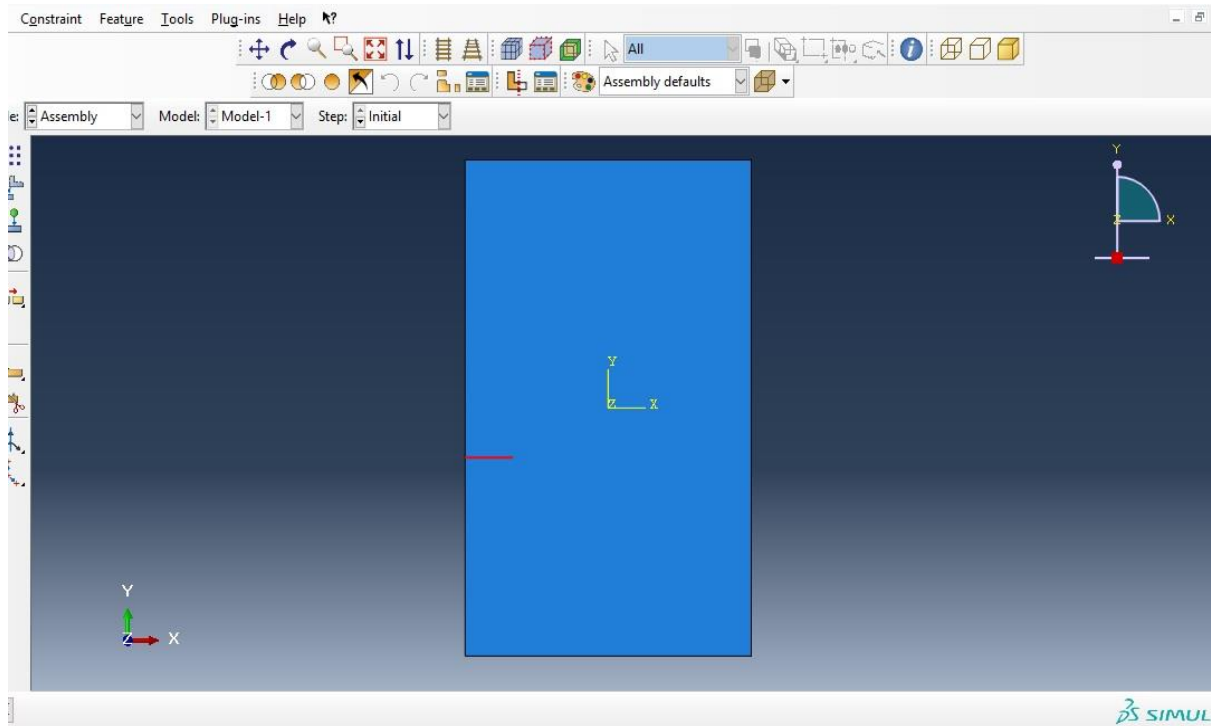 Constraint Feature Tools Plug-ins Help
All
Assembly defaults
e: Assembly Model: Model-1 Step: Initial
Y
Z X
Y
Z X
Y
Z X
SIMUL